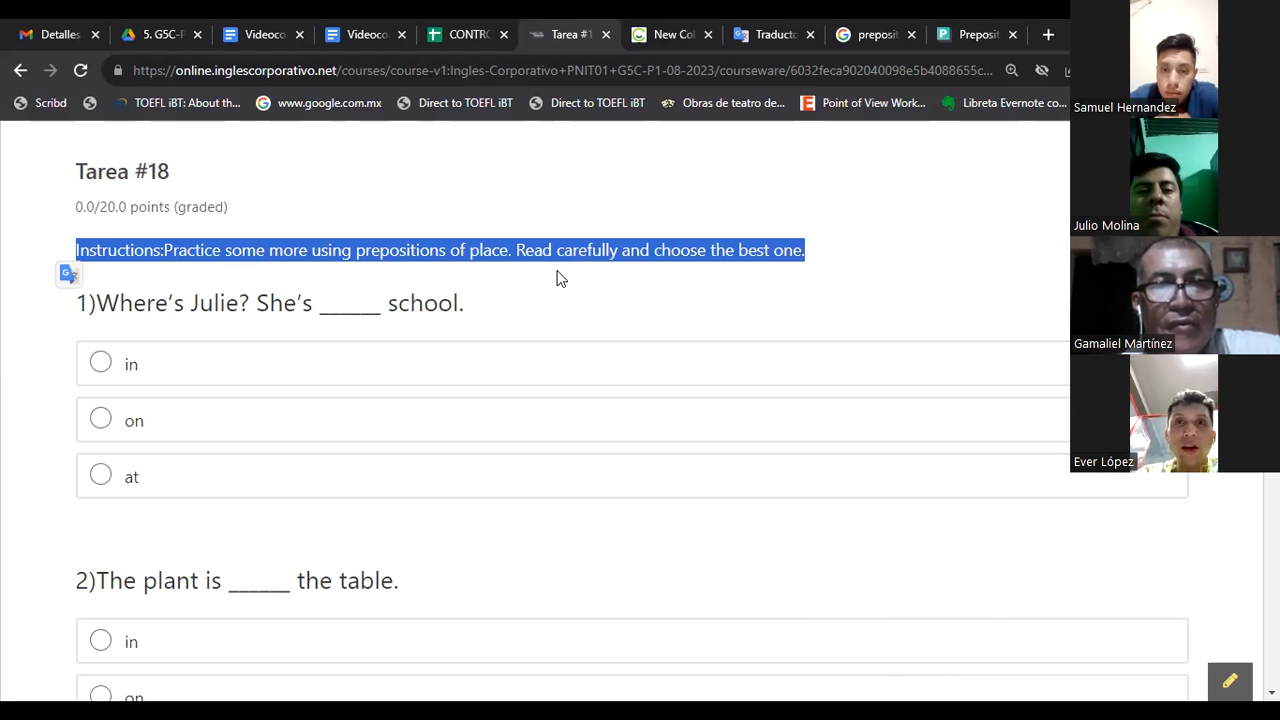 Detalles
5. G5C-P
Videoco
Videoco
CONTRO
Tarea #1
New Col
Traducto
preposit
Preposit
https://online.inglescorporativo.net/courses/course-v1:Ingles-Corporativo+PNIT01+G5C-P1-08-2023/courseware/6032feca902040099b5b4088655c...
Scribd
TOEFL iBT: About th...
www.google.com.mx
Direct to TOEFL iBT
Direct to TOEFL iBT
Obras de teatro de...
Point of View Work...
Libreta Evernote co...
Tarea #18
0.0/20.0 points (graded)
Instructions:Practice some more using prepositions of place. Read carefully and choose the best one.
1)Where's Julie? She's ______ school.
in
on
at
2)The plant is ______ the table.
in
on
Samuel Hernandez
Julio Molina
Gamaliel Martínez
Ever López